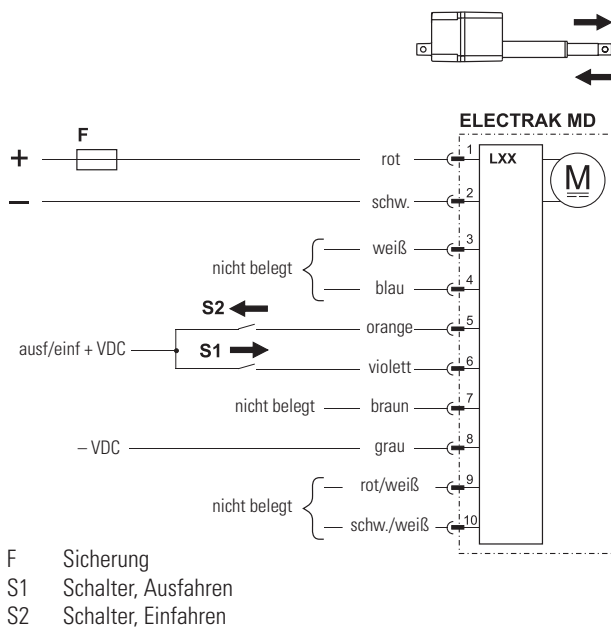 ELECTRAK MD
F
+
rot
1
LXX
M
−
schw.
2
weiß
3
nicht belegt
blau
4
S2
orange
5
ausf/einf + VDC
S1
violett
6
nicht belegt
braun
7
– VDC
grau
8
rot/weiß
9
nicht belegt
schw./weiß
10
F Sicherung
S1 Schalter, Ausfahren
S2 Schalter, Einfahren